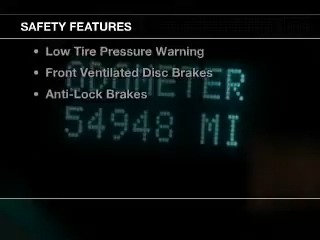 SAFETY FEATURES
• Low Tire Pressure Warning
• Front Ventilated Disc Brakes
• Anti-Lock Brakes
ODOMETER
54948 MI